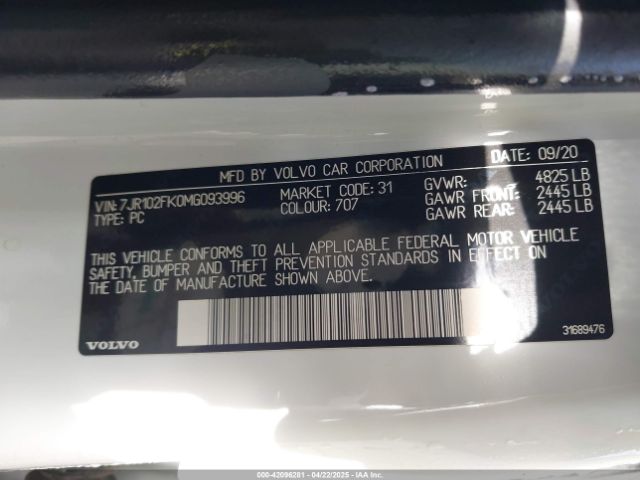 MFD BY VOLVO CAR CORPORATION DATE: 09/20
VIN: 7JR102FK0MG093996 MARKET CODE: 31 GVWR: 4825 LB
TYPE: PC COLOUR: 707 GAWR FRONT: 2445 LB
GAWR REAR: 2445 LB
THIS VEHICLE CONFORMS TO ALL APPLICABLE FEDERAL MOTOR VEHICLE
SAFETY, BUMPER AND THEFT PREVENTION STANDARDS IN EFFECT ON
THE DATE OF MANUFACTURE SHOWN ABOVE.
VOLVO 31689476
000-42096281 - 04/22/2025 - IAAI.COM COPART